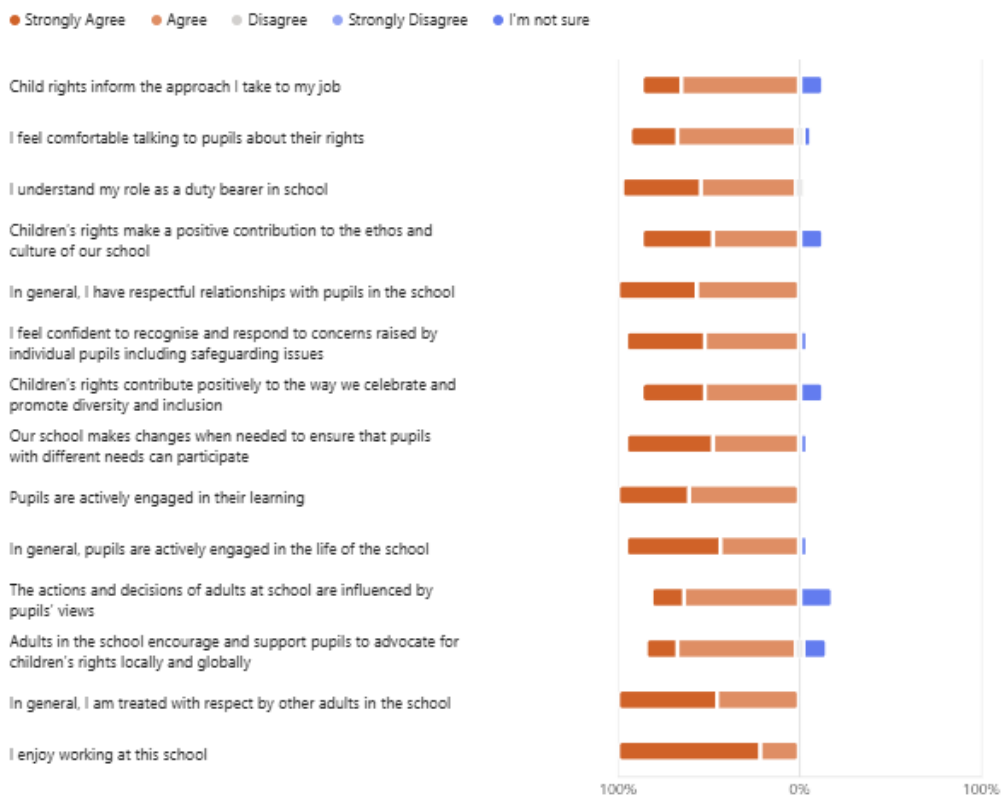 Strongly Agree Agree Disagree Strongly Disagree I'm not sure
Child rights inform the approach I take to my job
I feel comfortable talking to pupils about their rights
I understand my role as a duty bearer in school
Children's rights make a positive contribution to the ethos and
culture of our school
In general, I have respectful relationships with pupils in the school
I feel confident to recognise and respond to concerns raised by
individual pupils including safeguarding issues
Children's rights contribute positively to the way we celebrate and
promote diversity and inclusion
Our school makes changes when needed to ensure that pupils
with different needs can participate
Pupils are actively engaged in their learning
In general, pupils are actively engaged in the life of the school
The actions and decisions of adults at school are influenced by
pupils' views
Adults in the school encourage and support pupils to advocate for
children's rights locally and globally
In general, I am treated with respect by other adults in the school
I enjoy working at this school
100% 0% 100%